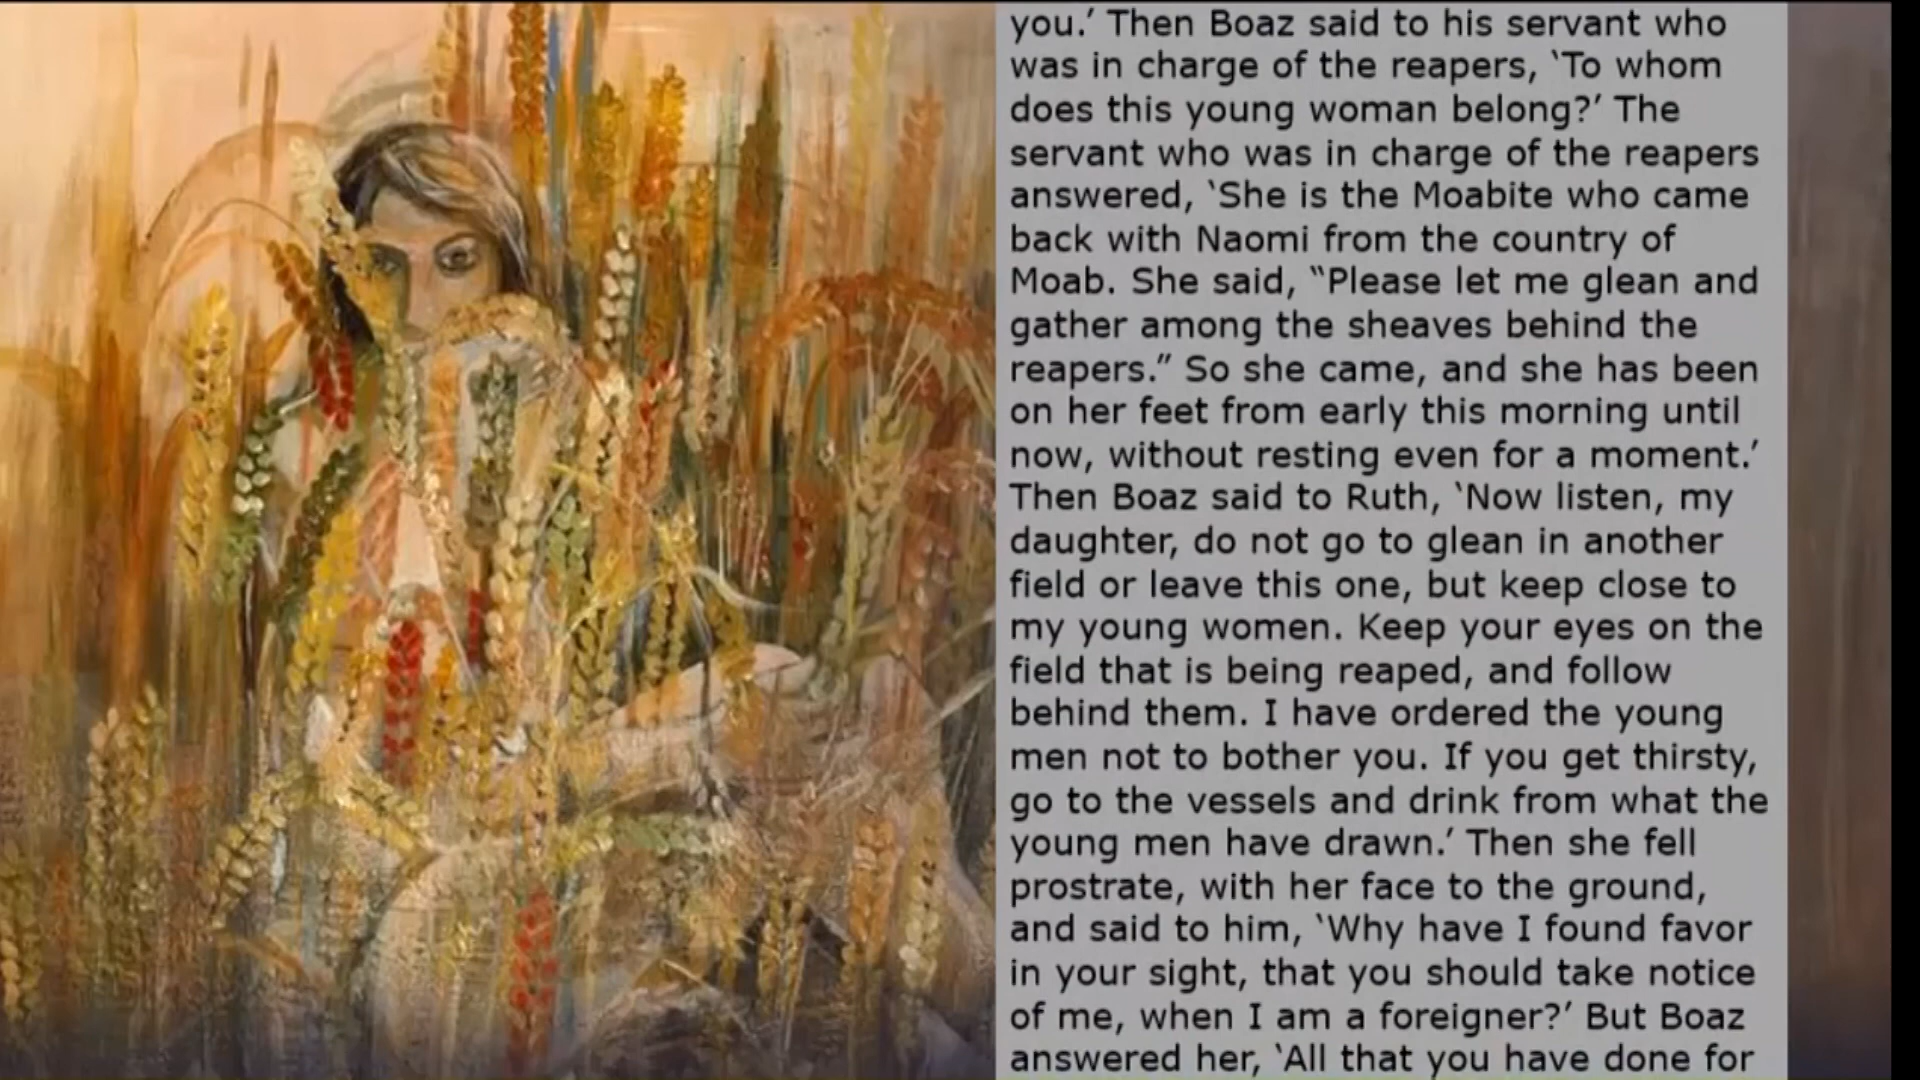 you.’ Then Boaz said to his servant who
was in charge of the reapers, ‘To whom
does this young woman belong?’ The
servant who was in charge of the reapers
answered, ‘She is the Moabite who came
back with Naomi from the country of
Moab. She said, “Please let me glean and
gather among the sheaves behind the
reapers.” So she came, and she has been
on her feet from early this morning until
now, without resting even for a moment.’
Then Boaz said to Ruth, ‘Now listen, my
daughter, do not go to glean in another
field or leave this one, but keep close to
my young women. Keep your eyes on the
field that is being reaped, and follow
behind them. I have ordered the young
men not to bother you. If you get thirsty,
go to the vessels and drink from what the
young men have drawn.’ Then she fell
prostrate, with her face to the ground,
and said to him, ‘Why have I found favor
in your sight, that you should take notice
of me, when I am a foreigner?’ But Boaz
answered her, ‘All that you have done for